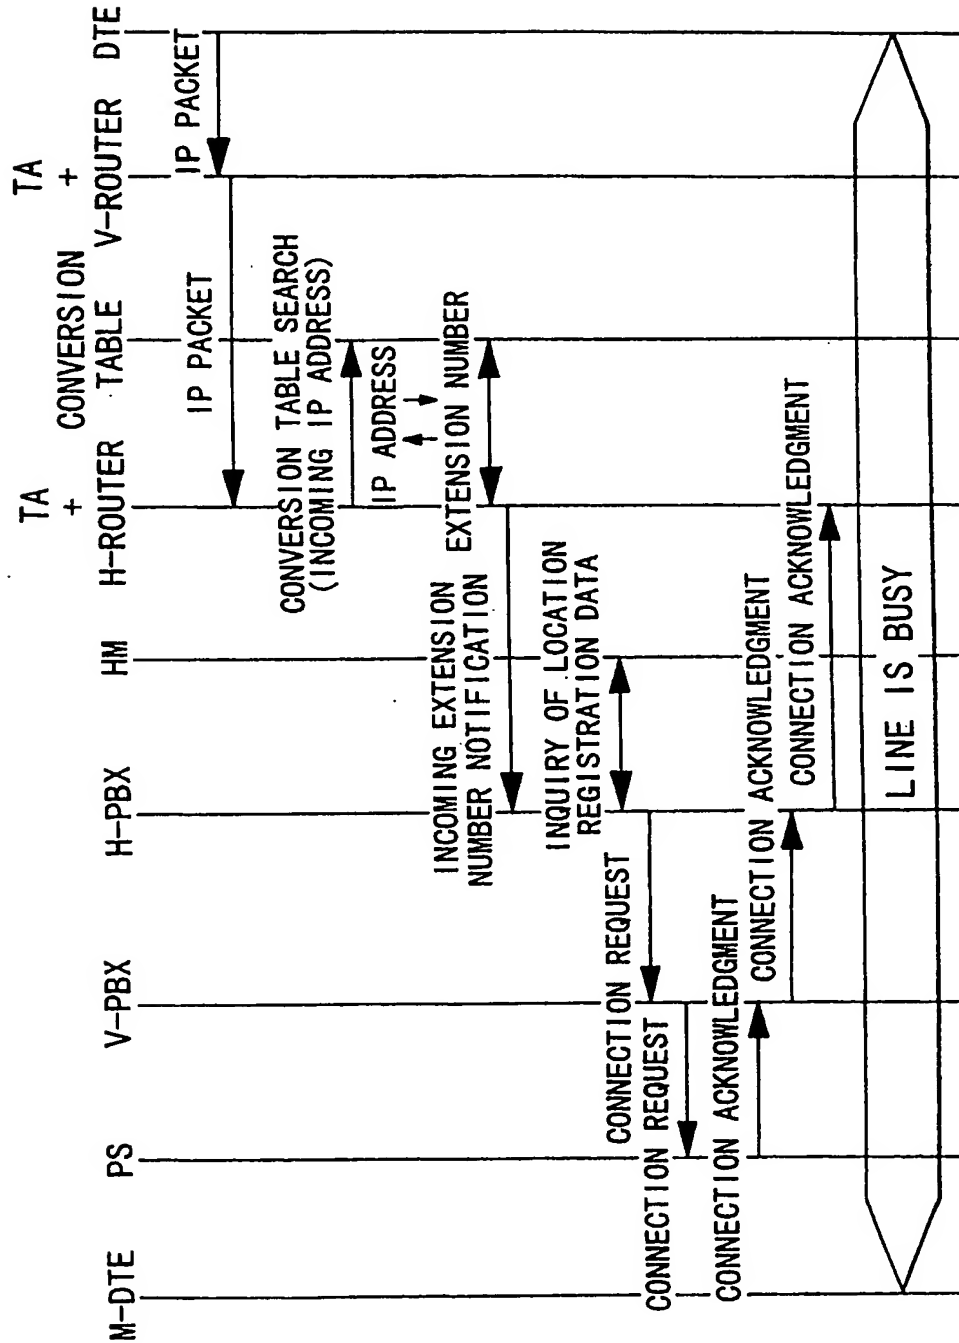 M-DTE
PS
V-PBX
H-PBX
HM
TA
+
H-ROUTER
CONVERSION
TABLE
TA
+
V-ROUTER
DTE
IP PACKET
IP PACKET
CONVERSION TABLE SEARCH
(INCOMING IP ADDRESS)
IP ADDRESS
EXTENSION NUMBER
INCOMING EXTENSION
NUMBER NOTIFICATION
INQUIRY OF LOCATION
REGISTRATION DATA
CONNECTION REQUEST
CONNECTION REQUEST
CONNECTION ACKNOWLEDGMENT
CONNECTION ACKNOWLEDGMENT
CONNECTION ACKNOWLEDGMENT
LINE IS BUSY